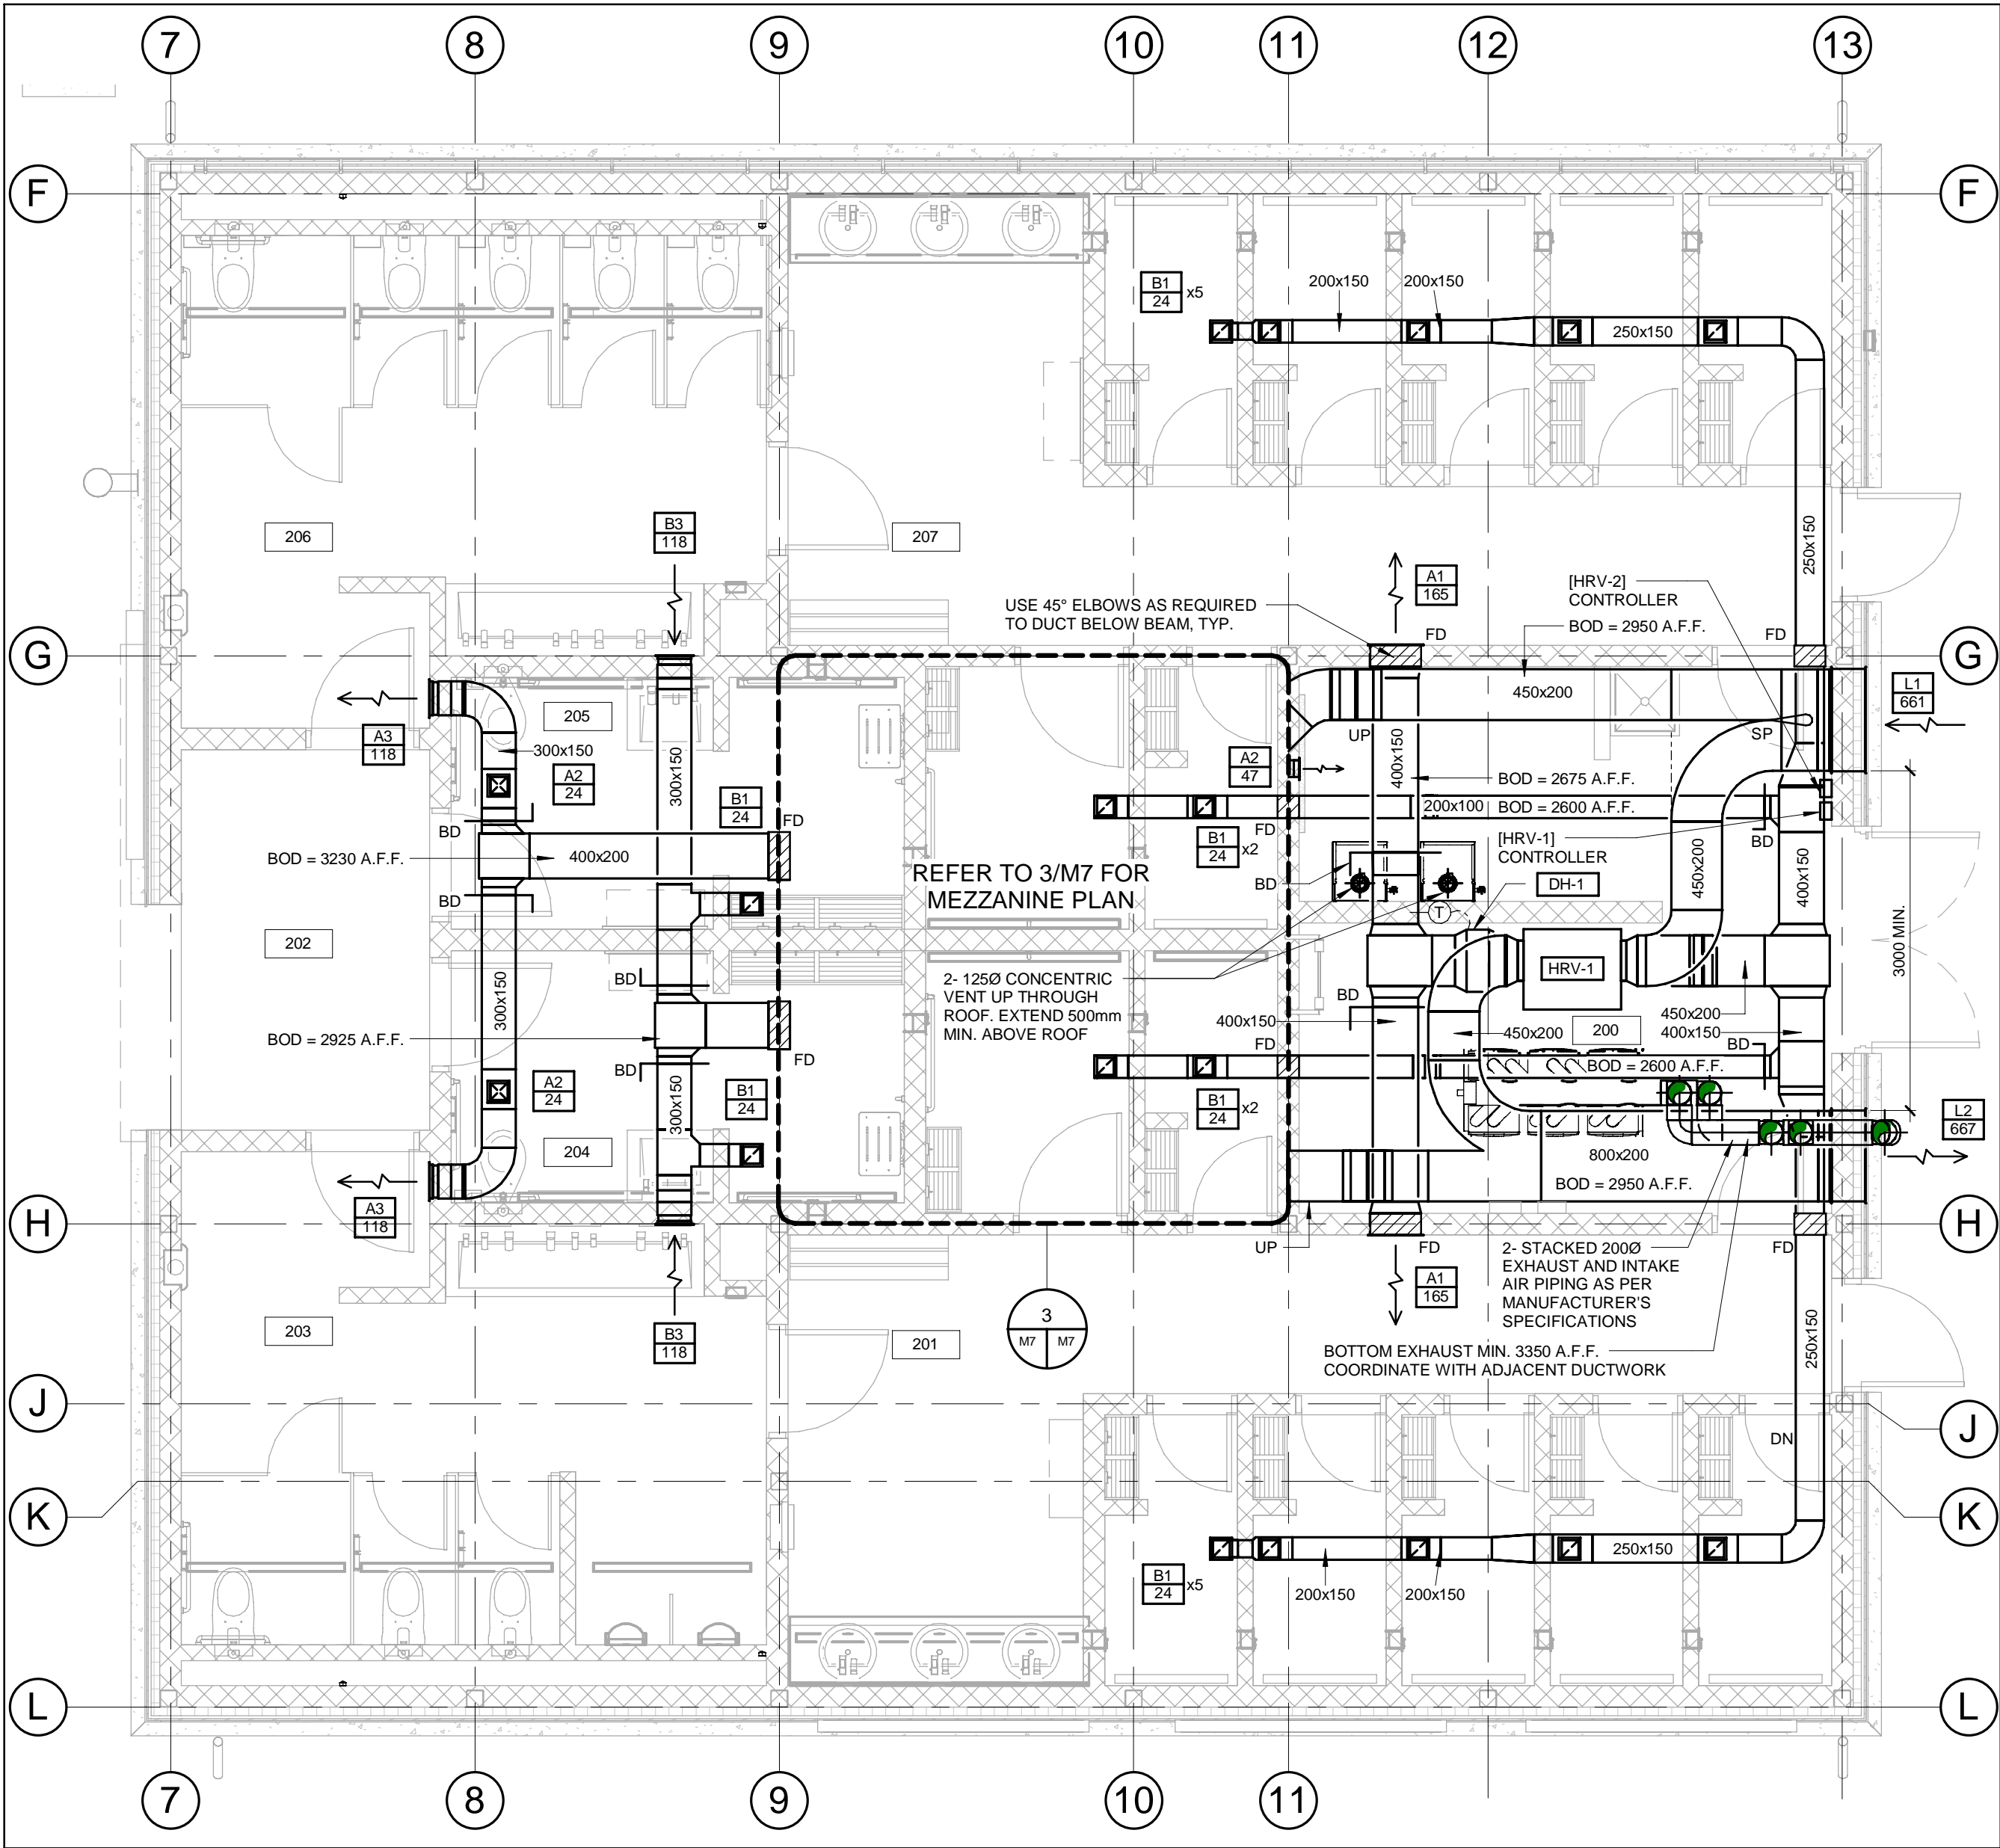 7
8
9
10
11
12
13
F
F
B1
24
x5
200x150
200x150
250x150
206
B3
118
207
250x150
A1
165
[HRV-2]
CONTROLLER
USE 45° ELBOWS AS REQUIRED
TO DUCT BELOW BEAM, TYP.
FD
BOD = 2950 A.F.F.
FD
G
G
450x200
L1
661
205
A3
118
300x150
A2
24
300x150
B1
24
FD
UP
400x150
SP
A2
47
BOD = 2675 A.F.F.
200x100
BOD = 2600 A.F.F.
BD
FD
B1
24
x2
[HRV-1]
CONTROLLER
BD
BOD = 3230 A.F.F.
400x200
REFER TO 3/M7 FOR
MEZZANINE PLAN
BD
DH-1
450x200
400x150
BD
T
202
3000 MIN.
HRV-1
2- 125Ø CONCENTRIC
VENT UP THROUGH
ROOF. EXTEND 500mm
MIN. ABOVE ROOF
BD
BD
300x150
400x150
450x200
200
450x200
400x150
BOD = 2925 A.F.F.
FD
FD
BD
BOD = 2600 A.F.F.
BD
A2
24
300x150
B1
24
B1
24
x2
L2
667
204
800x200
BOD = 2950 A.F.F.
A3
118
H
H
UP
FD
2- STACKED 200Ø
EXHAUST AND INTAKE
AIR PIPING AS PER
MANUFACTURER'S
SPECIFICATIONS
FD
A1
165
203
B3
118
201
3
M7
M7
BOTTOM EXHAUST MIN. 3350 A.F.F.
COORDINATE WITH ADJACENT DUCTWORK
250x150
J
J
DN
K
K
250x150
B1
24
x5
200x150
200x150
L
L
7
8
9
10
11